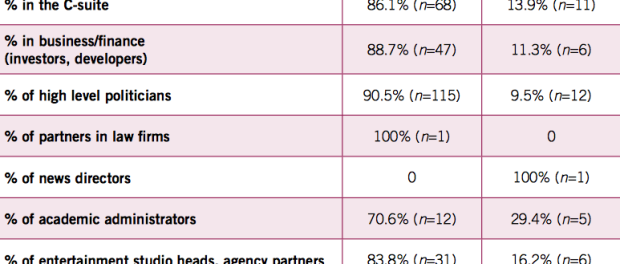 % in the C-suite 86.1% (n=68) 13.9% (n=11)
% in business/finance
(investors, developers) 88.7% (n=47) 11.3% (n=6)
% of high level politicians 90.5% (n=115) 9.5% (n=12)
% of partners in law firms 100% (n=1) 0
% of news directors 0 100% (n=1)
% of academic administrators 70.6% (n=12) 29.4% (n=5)
% of entertainment studio heads, agency partners 83.8% (n=31) 16.2% (n=6)